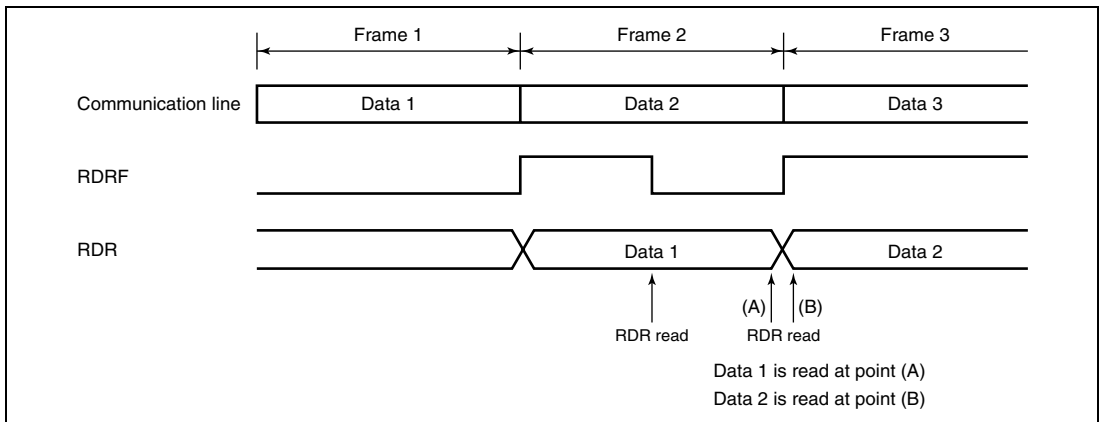 Frame 1 Frame 2 Frame 3
Communication line Data 1 Data 2 Data 3
RDRF
RDR Data 1 Data 2
(A) (B)
RDR read RDR read
Data 1 is read at point (A)
Data 2 is read at point (B)